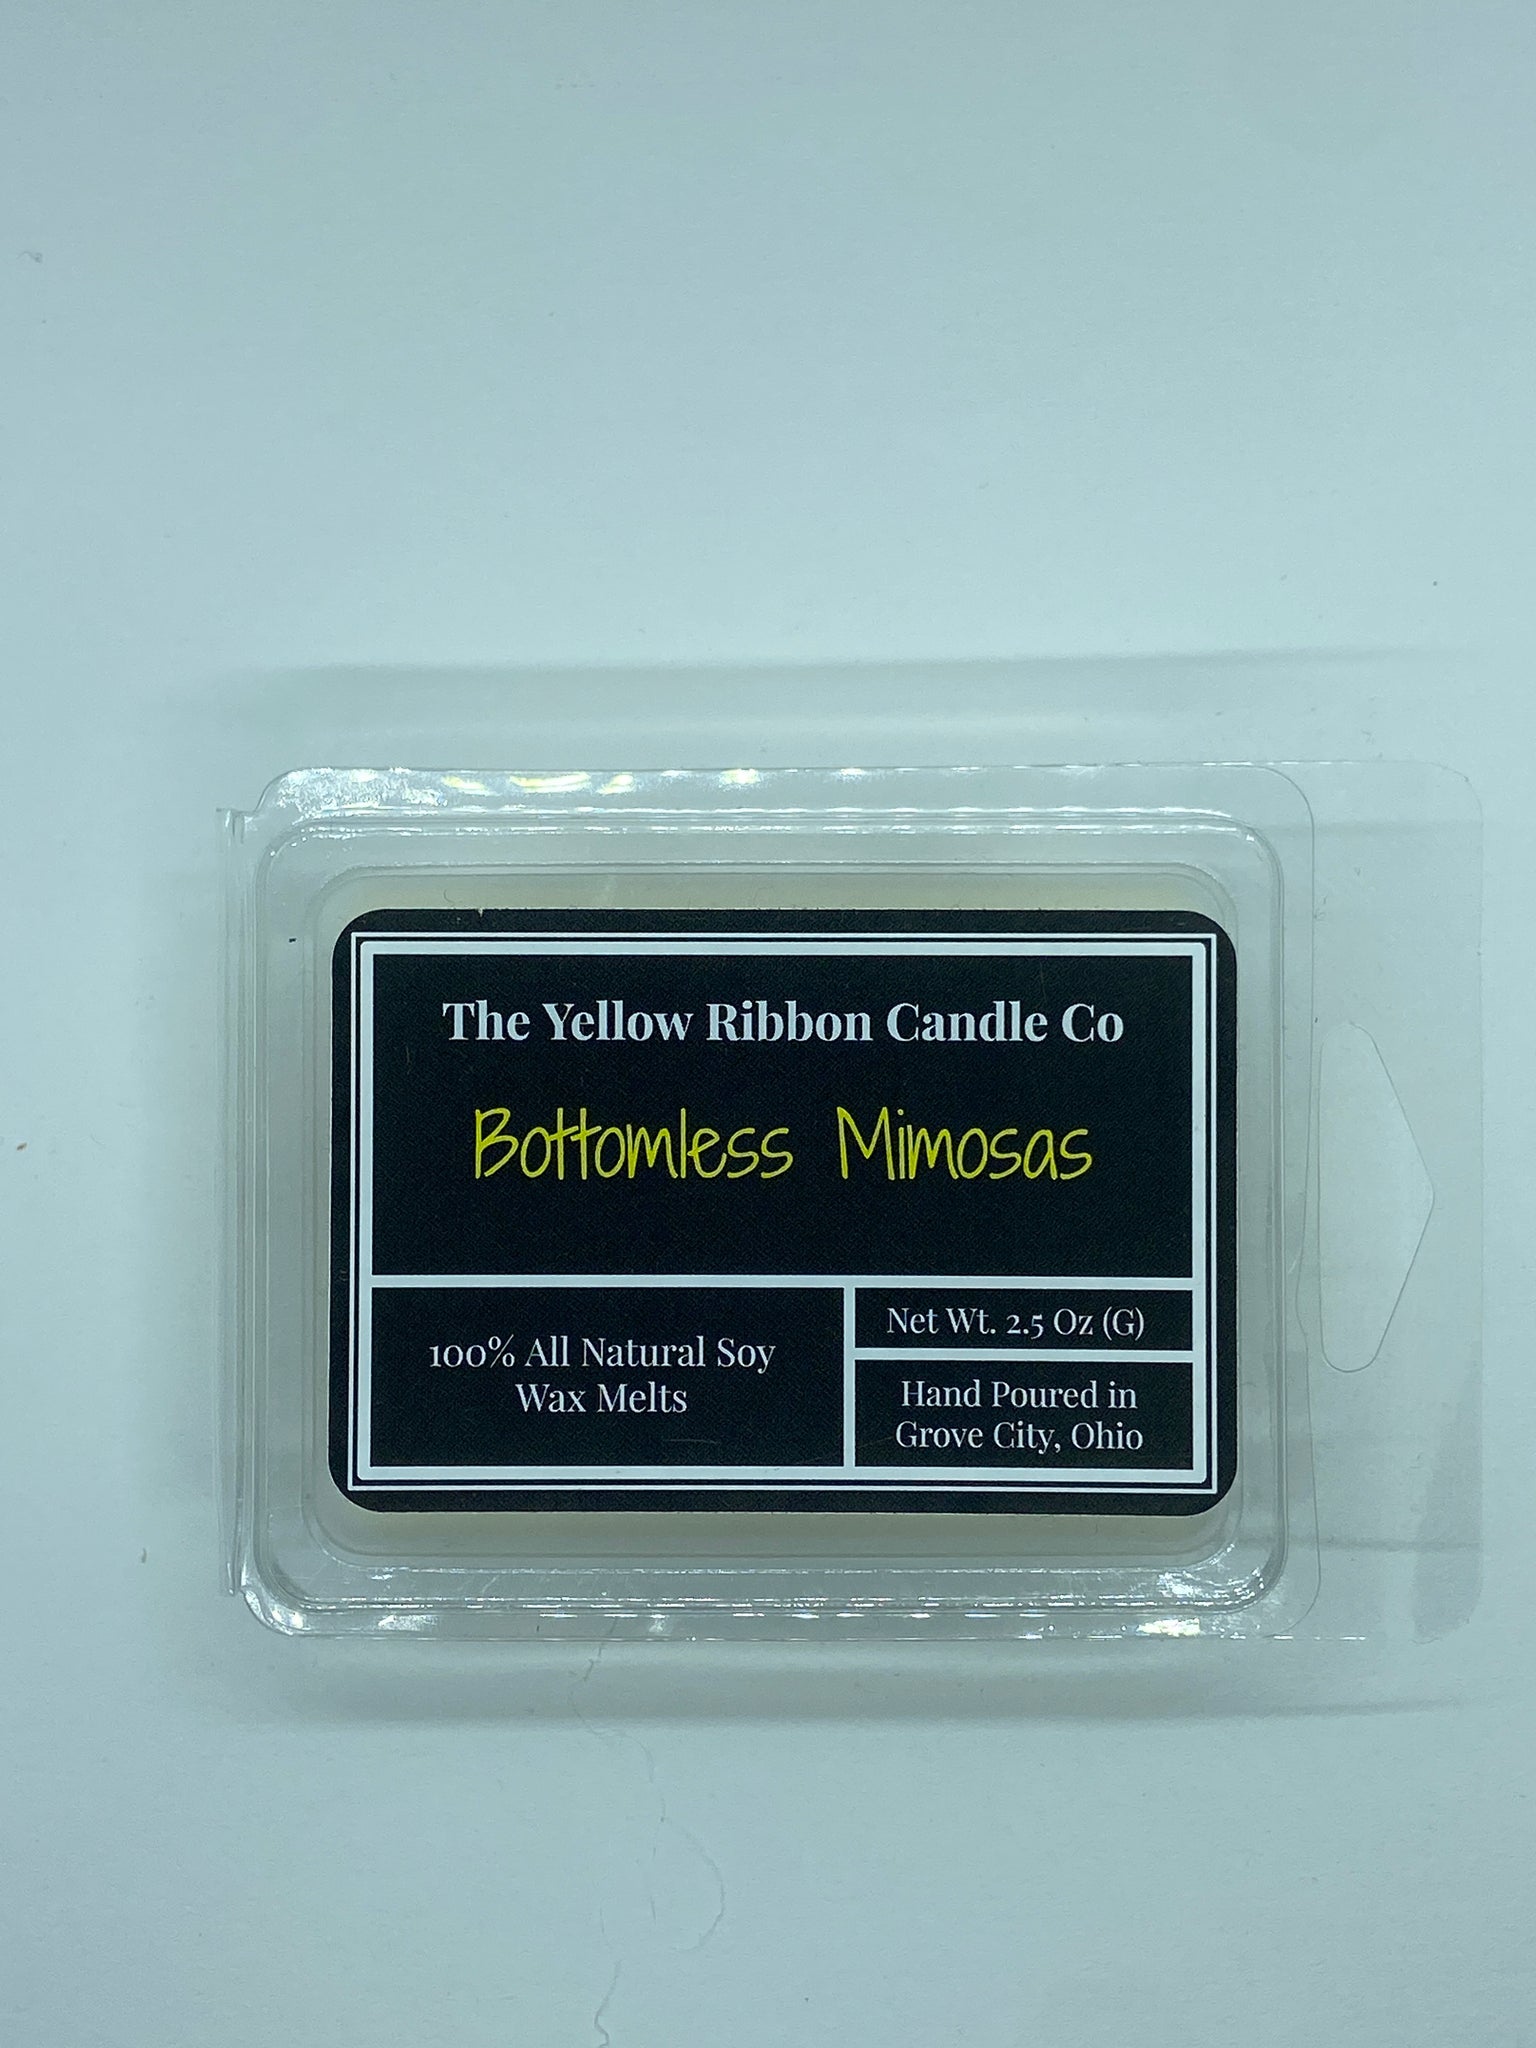 The Yellow Ribbon Candle Co
Bottomless Mimosas
100% All Natural Soy
Wax Melts
Net Wt. 2.5 Oz (G)
Hand Poured in
Grove City, Ohio